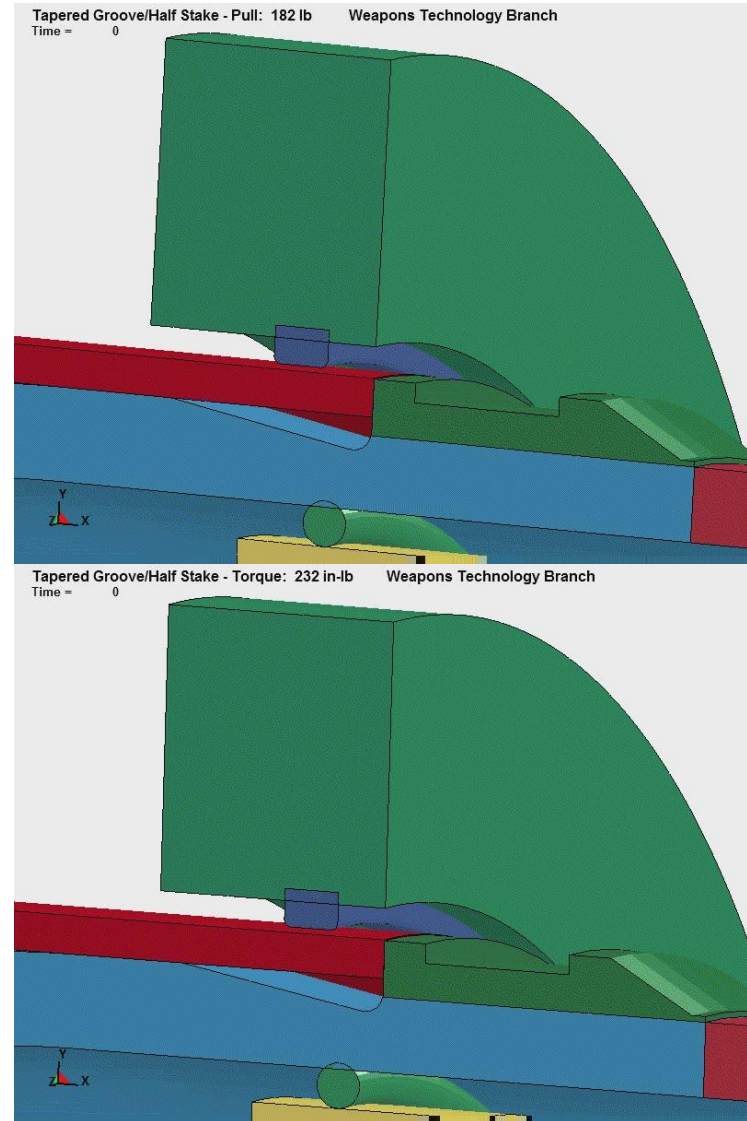 Tapered Groove/Half Stake - Pull: 182 lb Weapons Technology Branch
Time = 0
Y
Z X
Tapered Groove/Half Stake - Torque: 232 in-lb Weapons Technology Branch
Time = 0
Y
Z X